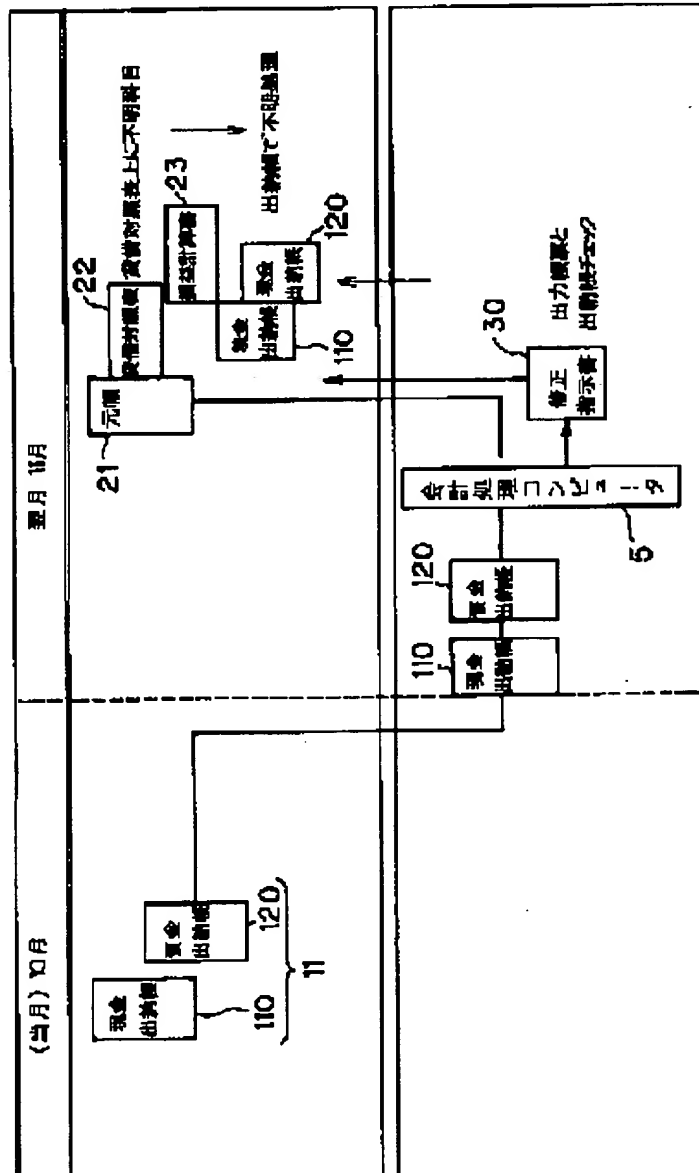 (当月) 10月
翌月 11月
現金
出納帳
110
預金
出納帳
120
11
元帳
21
貸借対照表
22
貸借対照表上に不明科目
損益計算書
23
出納帳で不明処理
出納帳
110
現金
出納帳
120
現金
出納帳
110
預金
出納帳
120
会計処理コンピュータ
5
修正
指示書
30
出力帳票と
出納帳チェック